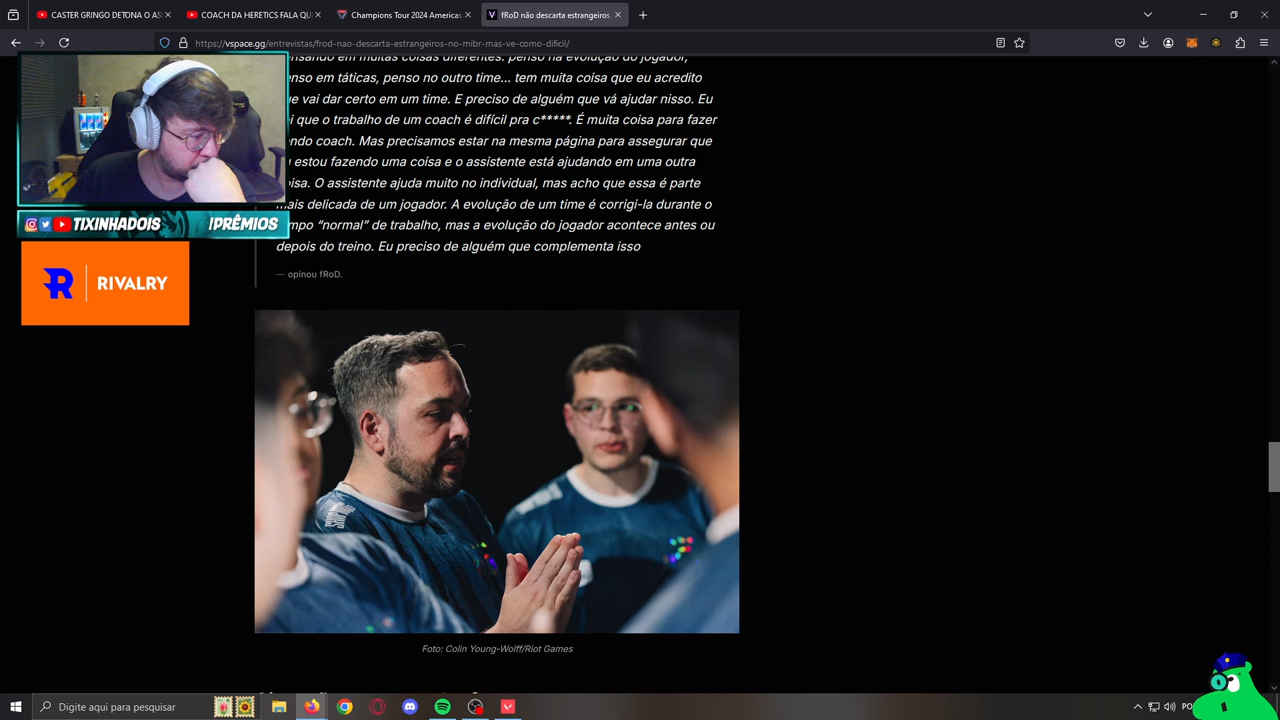 CASTER GRINGO DETONA O AS
COACH DA HERETICS FALA QU
Champions Tour 2024 Americas
fRoD não descarta estrangeiros
https://vspace.gg/entrevistas/frod-nao-descarta-estrangeiros-no-mibr-mas-ve-como-dificil/
pensando em muitas coisas diferentes: penso na evolução do jogador,
penso em táticas, penso no outro time... tem muita coisa que eu acredito
que vai dar certo em um time. E preciso de alguém que vá ajudar nisso. Eu
que o trabalho de um coach é difícil pra c*****. É muita coisa para fazer
coach. Mas precisamos estar na mesma página para assegurar que
estou fazendo uma coisa e o assistente está ajudando em uma outra
coisa. O assistente ajuda muito no individual, mas acho que essa é parte
mais delicada de um jogador. A evolução de um time é corrigi-la durante o
tempo “normal” de trabalho, mas a evolução do jogador acontece antes ou
depois do treino. Eu preciso de alguém que complementa isso
— opinou fRoD.
TIXINHADOIS
!PRÊMIOS
R RIVALRY
Foto: Colin Young-Wolff/Riot Games
Digite aqui para pesquisar